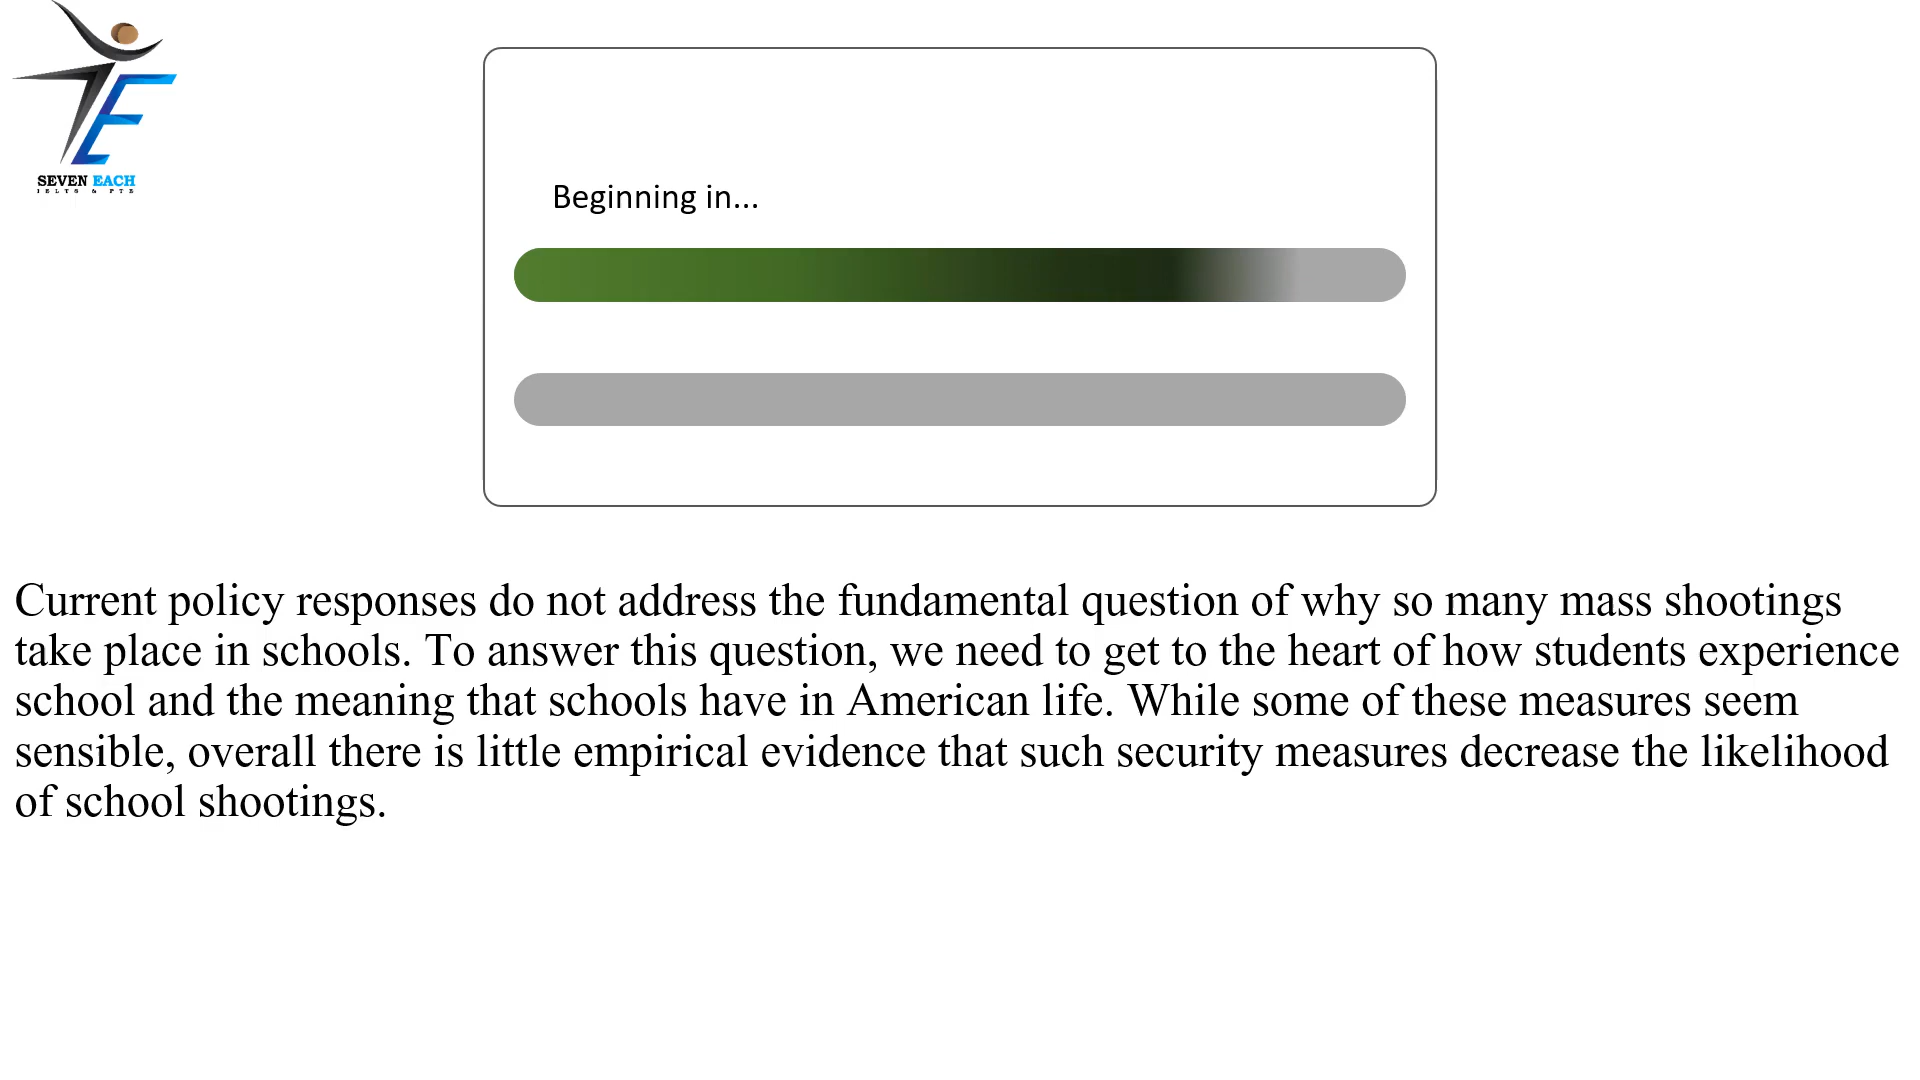 SEVEN EACH
IELTS & PTE
Beginning in...
Current policy responses do not address the fundamental question of why so many mass shootings
take place in schools. To answer this question, we need to get to the heart of how students experience
school and the meaning that schools have in American life. While some of these measures seem
sensible, overall there is little empirical evidence that such security measures decrease the likelihood
of school shootings.